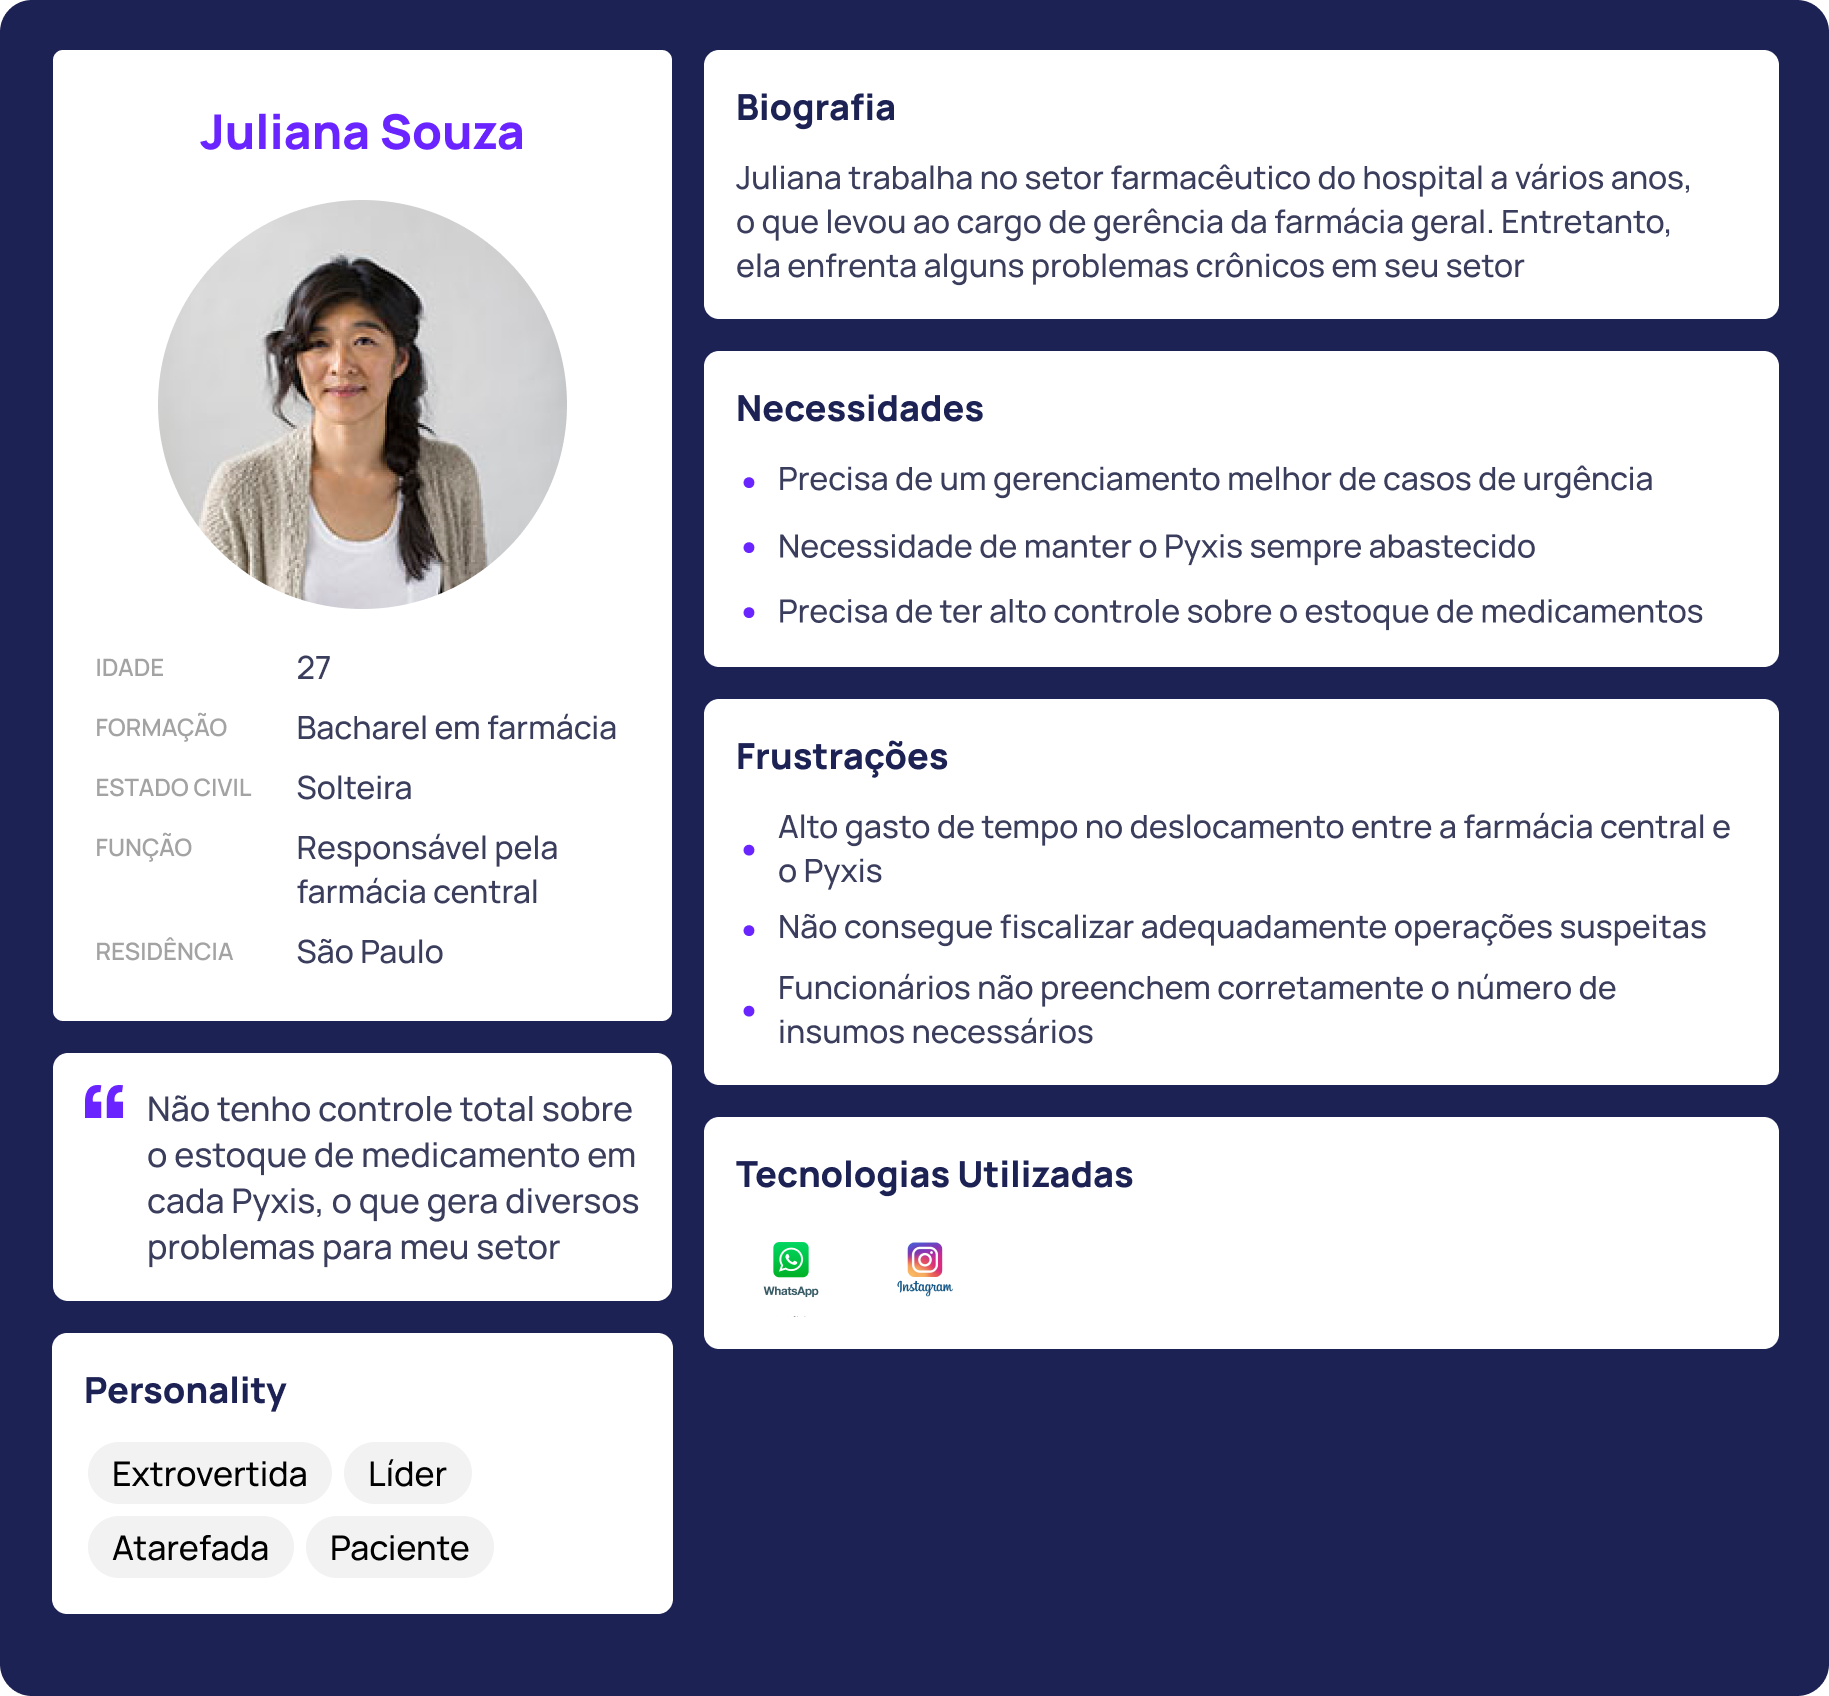 Juliana Souza
IDADE 27
FORMAÇÃO Bacharel em farmácia
ESTADO CIVIL Solteira
FUNÇÃO Responsável pela
farmácia central
RESIDÊNCIA São Paulo
“ Não tenho controle total sobre
o estoque de medicamento em
cada Pyxis, o que gera diversos
problemas para meu setor
Personality
Extrovertida Líder
Atarefada Paciente
Biografia
Juliana trabalha no setor farmacêutico do hospital a vários anos,
o que levou ao cargo de gerência da farmácia geral. Entretanto,
ela enfrenta alguns problemas crônicos em seu setor
Necessidades
• Precisa de um gerenciamento melhor de casos de urgência
• Necessidade de manter o Pyxis sempre abastecido
• Precisa de ter alto controle sobre o estoque de medicamentos
Frustrações
• Alto gasto de tempo no deslocamento entre a farmácia central e
o Pyxis
• Não consegue fiscalizar adequadamente operações suspeitas
• Funcionários não preenchem corretamente o número de
insumos necessários
Tecnologias Utilizadas
WhatsApp Instagram